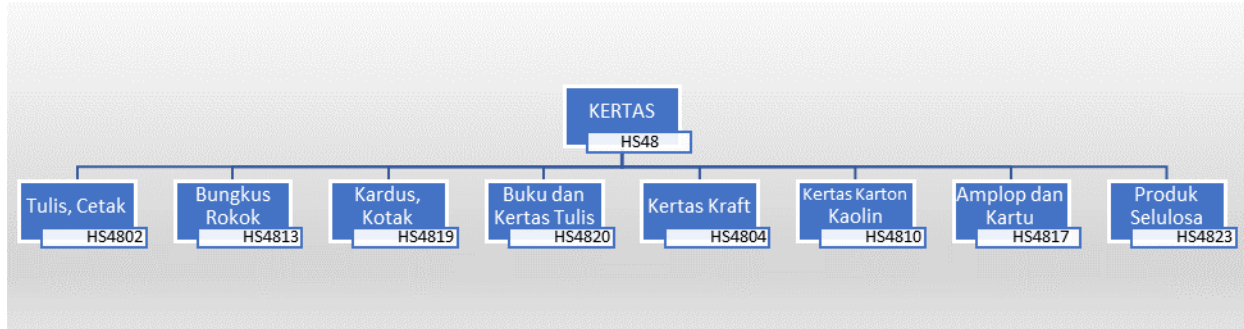 KERTAS
HS48
Tulis, Cetak
HS4802
Bungkus
Rokok
HS4813
Kardus,
Kotak
HS4819
Buku dan
Kertas Tulis
HS4820
Kertas Kraft
HS4804
Kertas Karton
Kaolin
HS4810
Amplop dan
Kartu
HS4817
Produk
Selulosa
HS4823